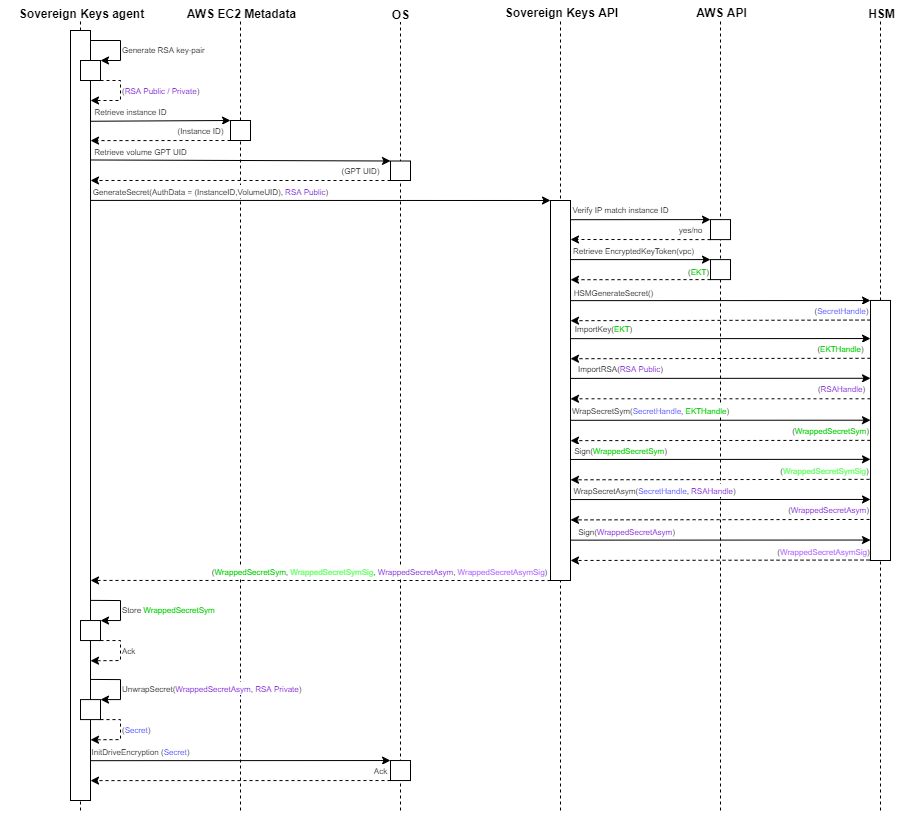 Sovereign Keys agent
AWS EC2 Metadata
OS
Sovereign Keys API
AWS API
HSM
Generate RSA key-pair
(RSA Public / Private)
Retrieve instance ID
(Instance ID)
Retrieve volume GPT UID
(GPT UID)
GenerateSecret(AuthData = (InstanceID,VolumeUID), RSA Public)
Verify IP match instance ID
yes/no
Retrieve EncryptedKeyToken(vpc)
(EKT)
HSMGenerateSecret()
(SecretHandle)
ImportKey(EKT)
(EKTHandle)
ImportRSA(RSA Public)
(RSAHandle)
WrapSecretSym(SecretHandle, EKTHandle)
(WrappedSecretSym)
Sign(WrappedSecretSym)
(WrappedSecretSymSig)
WrapSecretAsym(SecretHandle, RSAHandle)
(WrappedSecretAsym)
Sign(WrappedSecretAsym)
(WrappedSecretAsymSig)
(WrappedSecretSym, WrappedSecretSymSig, WrappedSecretAsym, WrappedSecretAsymSig)
Store WrappedSecretSym
Ack
UnwrapSecret(WrappedSecretAsym, RSA Private)
(Secret)
InitDriveEncryption (Secret)
Ack